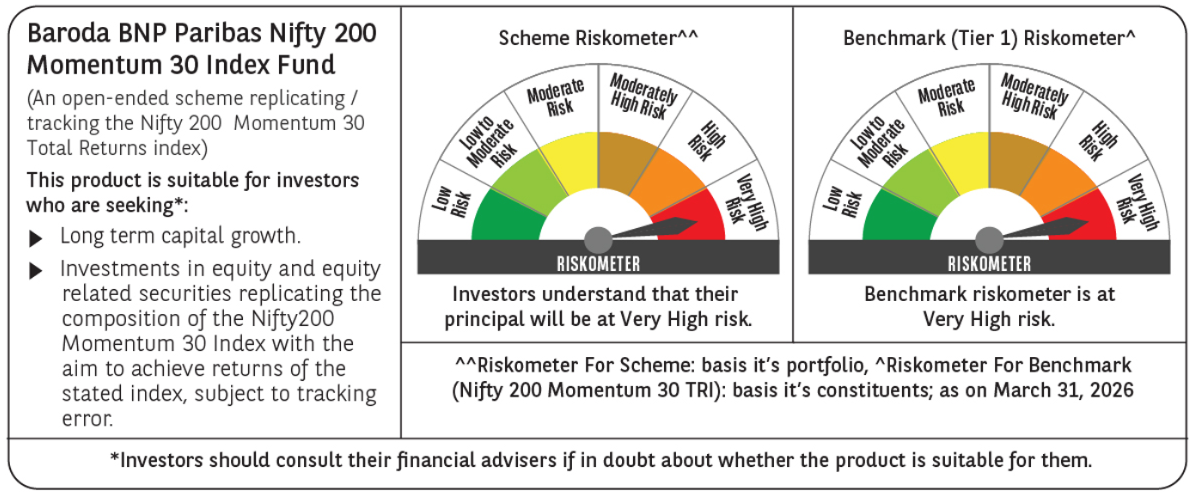 Baroda BNP Paribas Nifty 200
Momentum 30 Index Fund
(An open-ended scheme replicating /
tracking the Nifty 200 Momentum 30
Total Returns index)
This product is suitable for investors
who are seeking*:
▶ Long term capital growth.
▶ Investments in equity and equity
related securities replicating the
composition of the Nifty200
Momentum 30 Index with the
aim to achieve returns of the
stated index, subject to tracking
error.
Scheme Riskometer^^
Low
Risk
Low to
Moderate
Risk
Moderate
Risk
Moderately
High Risk
High
Risk
Very High
Risk
RISKOMETER
Investors understand that their
principal will be at Very High risk.
Benchmark (Tier 1) Riskometer^
Low
Risk
Low to
Moderate
Risk
Moderate
Risk
Moderately
High Risk
High
Risk
Very High
Risk
RISKOMETER
Benchmark riskometer is at
Very High risk.
^^Riskometer For Scheme: basis it's portfolio, ^Riskometer For Benchmark
(Nifty 200 Momentum 30 TRI): basis it's constituents; as on March 31, 2026
*Investors should consult their financial advisers if in doubt about whether the product is suitable for them.